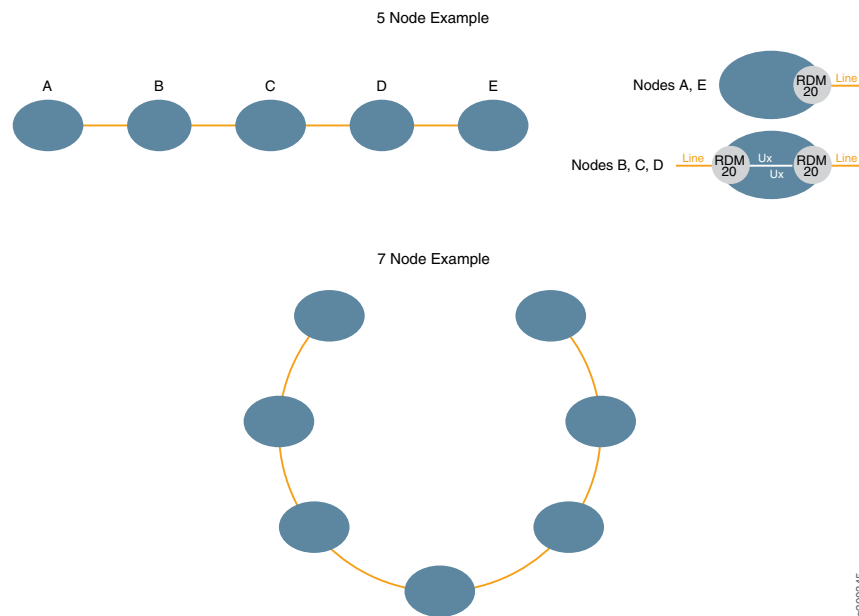 5 Node Example
A B C D E
Nodes A, E
RDM 20
Line
Nodes B, C, D
Line
RDM 20
Ux
Ux
RDM 20
Line
7 Node Example